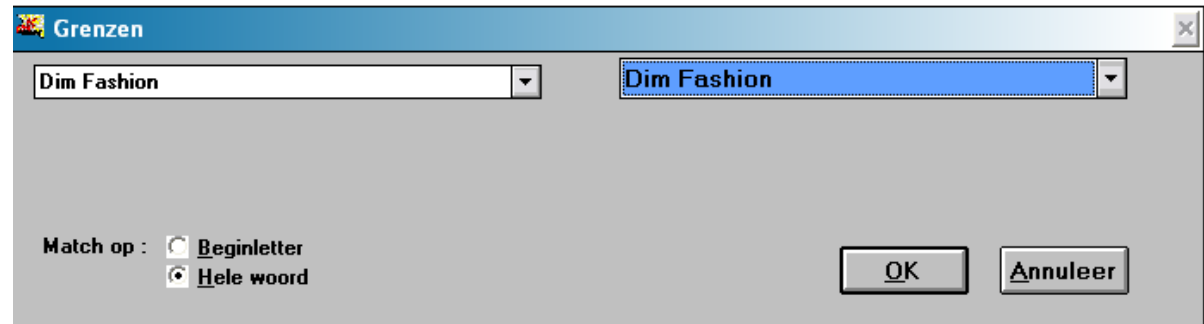 Grenzen
Dim Fashion
Dim Fashion
Match op : Beginletter
Hele woord
OK
Annuleer